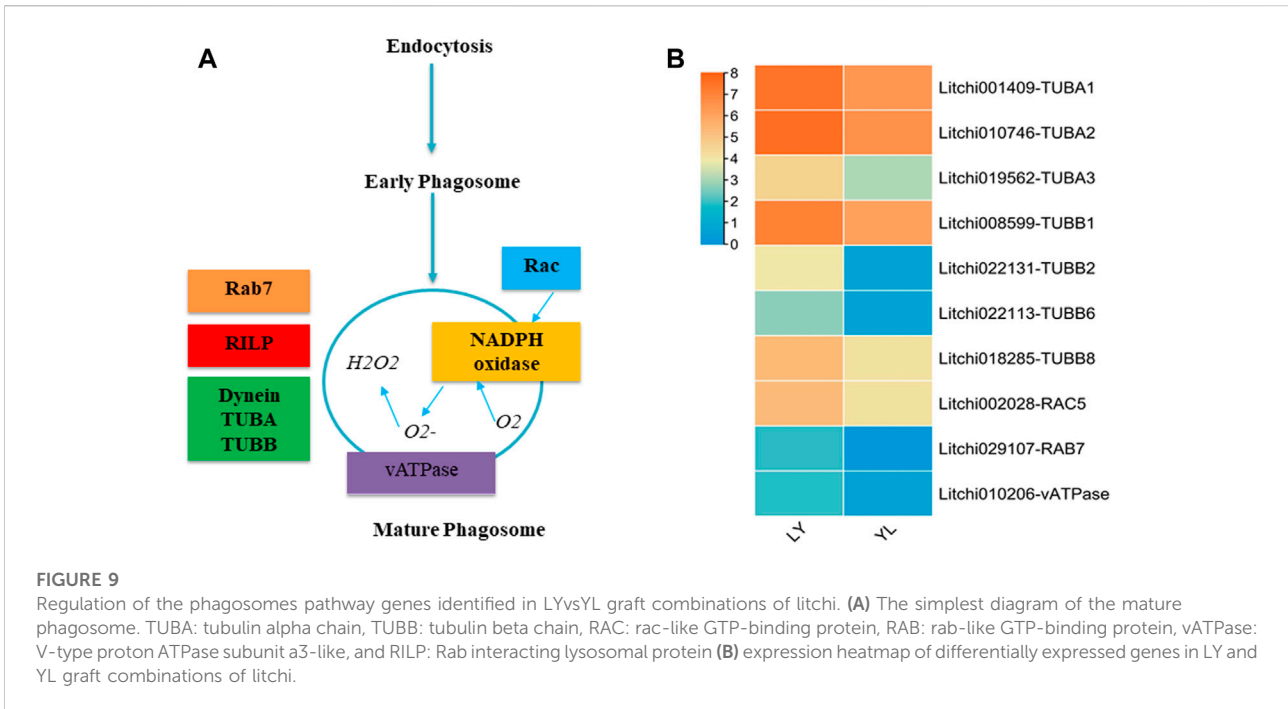 A
Endocytosis
Early Phagosome
Rab7
RILP
Dynein
TUBA
TUBB
Rac
NADPH
oxidase
H2O2
O2-
O2
vATPase
Mature Phagosome
B
8
7
6
5
4
3
2
1
0
Litchi001409-TUBA1
Litchi010746-TUBA2
Litchi019562-TUBA3
Litchi008599-TUBB1
Litchi022131-TUBB2
Litchi022113-TUBB6
Litchi018285-TUBB8
Litchi002028-RAC5
Litchi029107-RAB7
Litchi010206-vATPase
LY
YL
FIGURE 9
Regulation of the phagosomes pathway genes identified in LYvsYL graft combinations of litchi. (A) The simplest diagram of the mature
phagosome. TUBA: tubulin alpha chain, TUBB: tubulin beta chain, RAC: rac-like GTP-binding protein, RAB: rab-like GTP-binding protein, vATPase:
V-type proton ATPase subunit a3-like, and RILP: Rab interacting lysosomal protein (B) expression heatmap of differentially expressed genes in LY and
YL graft combinations of litchi.